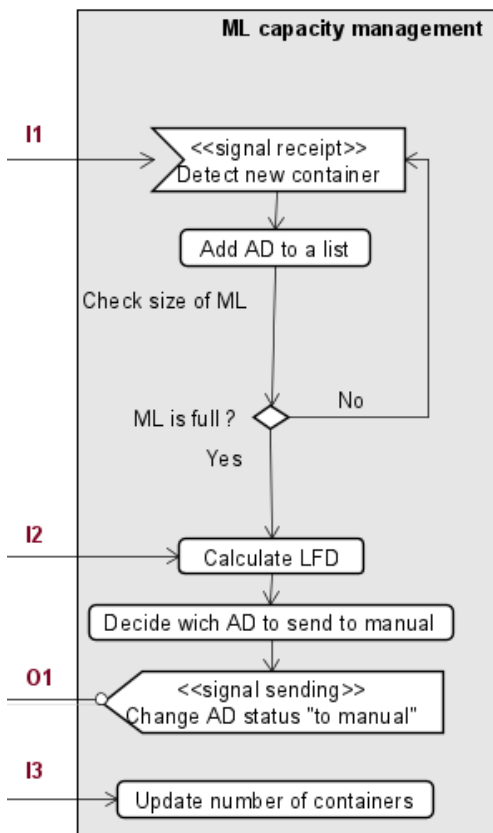 ML capacity management
I1
<<signal receipt>>
Detect new container
Add AD to a list
Check size of ML
ML is full ?
No
Yes
I2
Calculate LFD
Decide wich AD to send to manual
O1
<<signal sending>>
Change AD status "to manual"
I3
Update number of containers